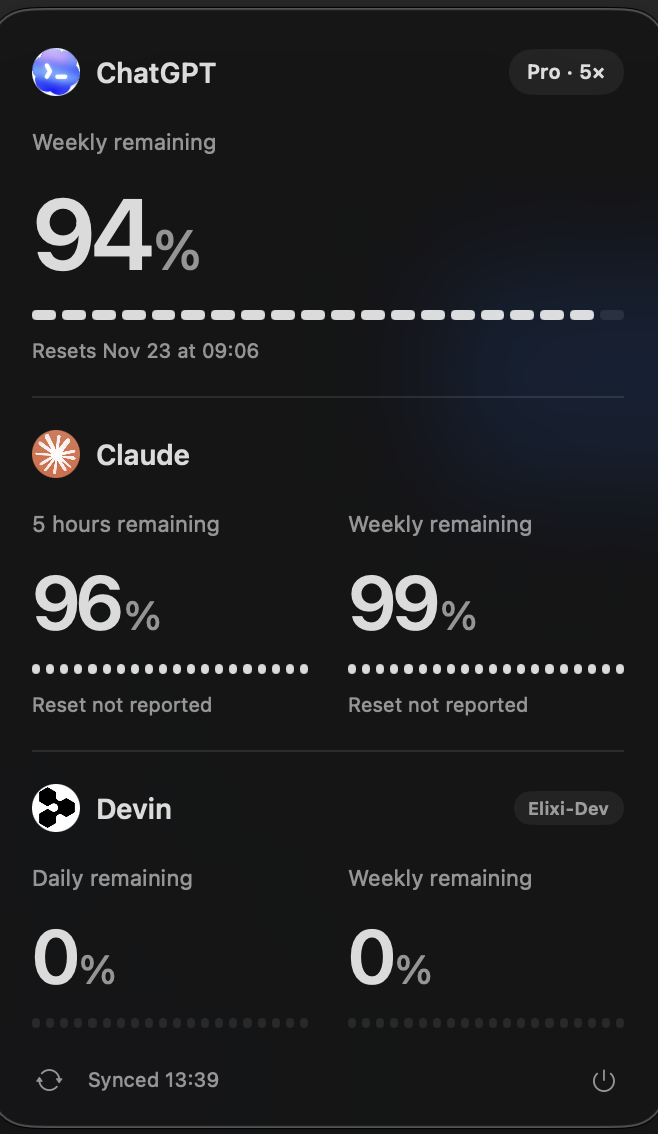 ChatGPT
Pro · 5×
Weekly remaining
94%
Resets Nov 23 at 09:06
Claude
5 hours remaining
Weekly remaining
96%
99%
Reset not reported
Reset not reported
Devin
Elixi-Dev
Daily remaining
Weekly remaining
0%
0%
Synced 13:39